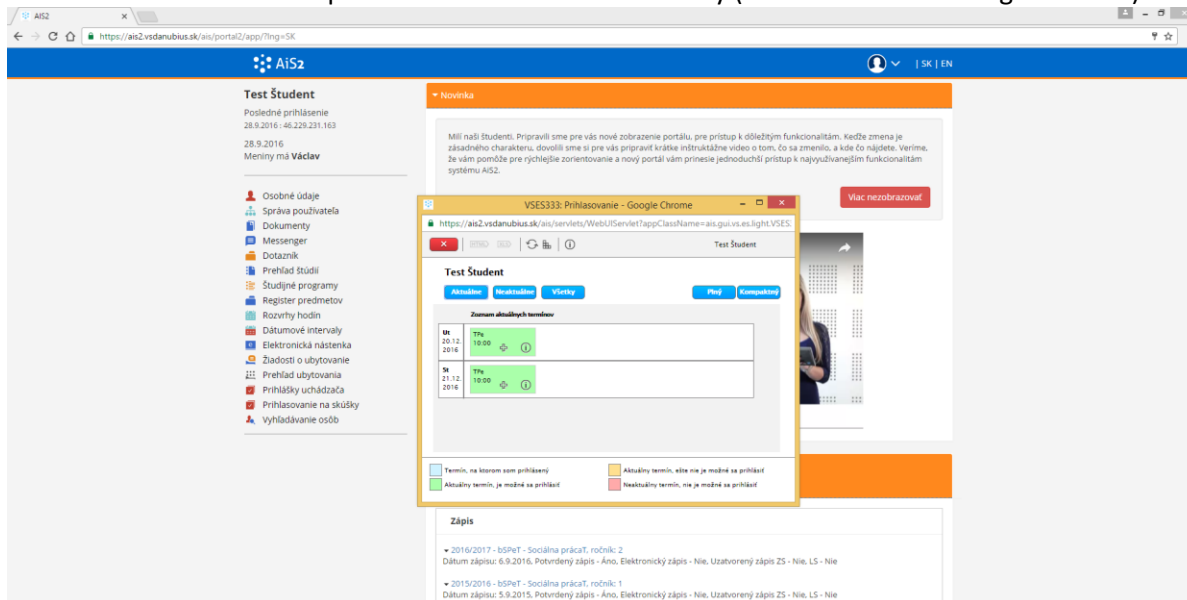 AIS2
https://ais2.vsdanubius.sk/ais/portal2/app/?lng=SK
AiS2
| SK | EN
Test Študent
Posledné prihlásenie
28.9.2016 : 46.229.231.163
28.9.2016
Meniny má Václav
Osobné údaje
Správa používateľa
Dokumenty
Messenger
Dotazník
Prehľad štúdií
Študijné programy
Register predmetov
Rozvrhy hodín
Dátumové intervaly
Elektronická nástenka
Žiadosti o ubytovanie
Prehľad ubytovania
Prihlášky uchádzača
Prihlasovanie na skúšky
Vyhľadávanie osôb
Novinka
Milí naši študenti. Pripravili sme pre vás nové zobrazenie portálu, pre prístup k dôležitým funkcionalitám. Keďže zmena je
zásadného charakteru, dovolili sme si pre vás pripraviť krátke inštruktážne video o tom, čo sa zmenilo, a kde čo nájdete. Veríme,
že vám pomôže pre rýchlejšie zorientovanie a nový portál vám prinesie jednoduchší prístup k najvyužívanejším funkcionalitám
systému AiS2.
Viac nezobrazovať
VSES333: Prihlasovanie - Google Chrome
https://ais2.vsdanubius.sk/ais/servlets/WebUIServlet?appClassName=ais.gui.vs.es.light.VSES
HTMO
Test Študent
Test Študent
Aktuálne Neaktuálne Všetky Plný Kompaktný
Zoznam aktuálnych termínov
Ut
20.12.
2016
TPs
10:00
St
21.12.
2016
TPs
10:00
Termín, na ktorom som prihlásený
Aktuálny termín, ešte nie je možné sa prihlásiť
Aktuálny termín, je možné sa prihlásiť
Neaktuálny termín, nie je možné sa prihlásiť
Zápis
2016/2017 - bSPeT - Sociálna prácaT, ročník: 2
Dátum zápisu: 6.9.2016, Potvrdený zápis - Áno, Elektronický zápis - Nie, Uzatvorený zápis ZS - Nie, LS - Nie
2015/2016 - bSPeT - Sociálna prácaT, ročník: 1
Dátum zápisu: 5.9.2015, Potvrdený zápis - Áno, Elektronický zápis - Nie, Uzatvorený zápis ZS - Nie, LS - Nie